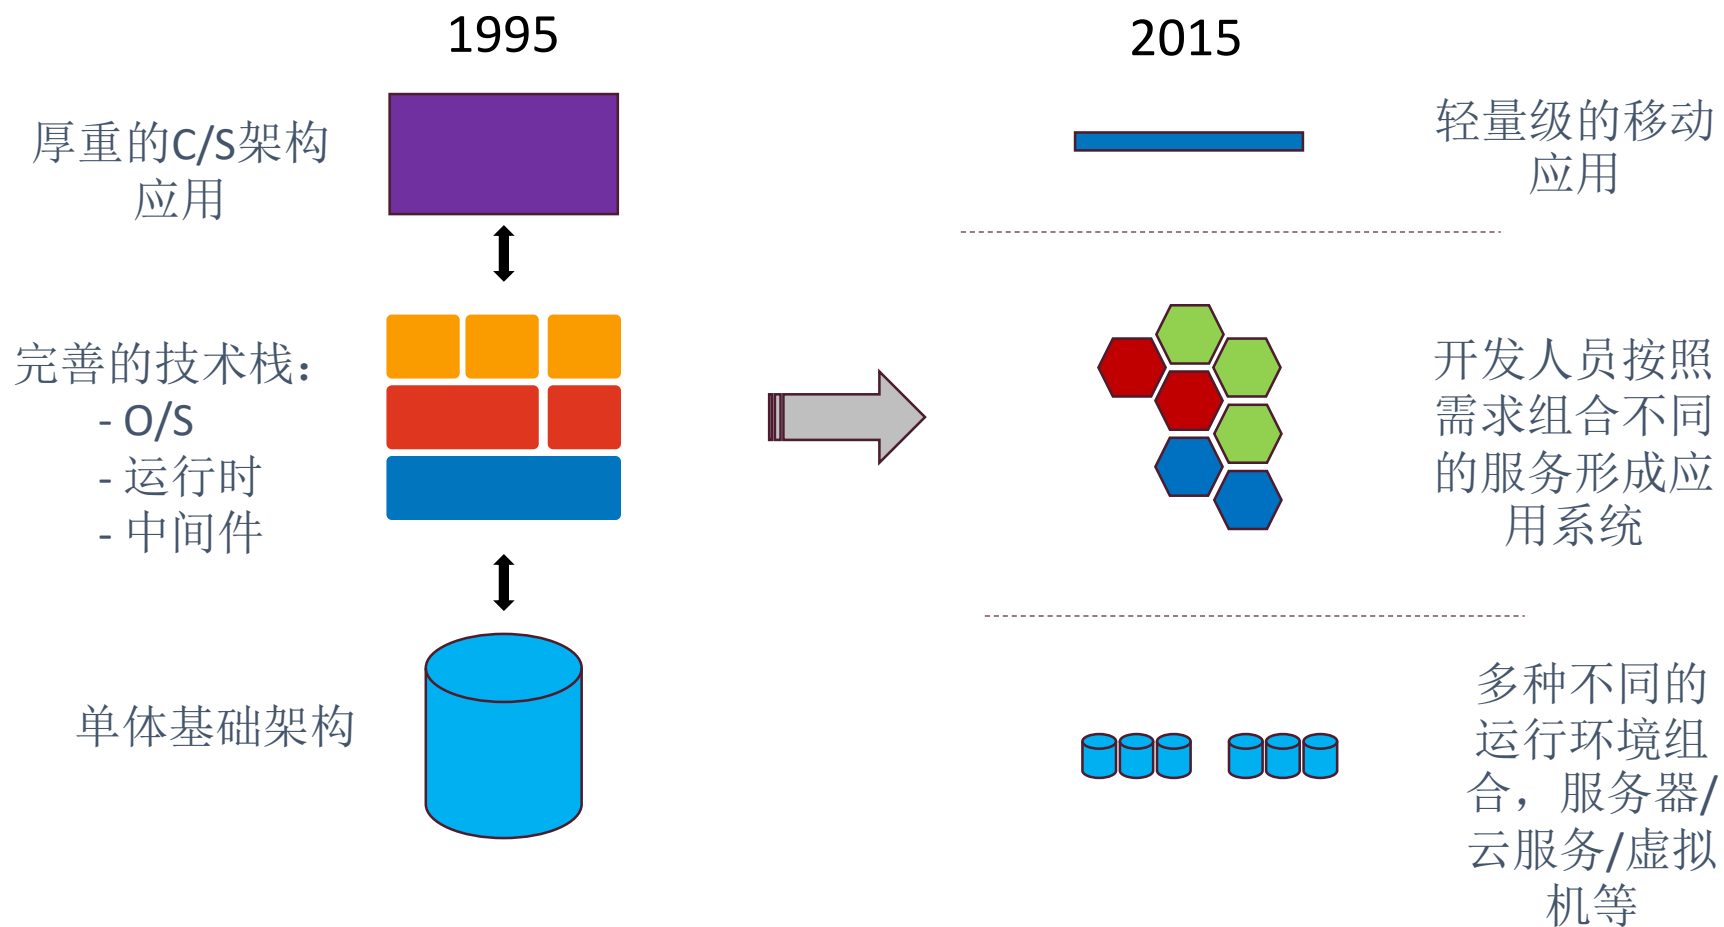 1995
2015
厚重的C/S架构
应用
轻量级的移动
应用
完善的技术栈：
- O/S
- 运行时
- 中间件
开发人员按照
需求组合不同
的服务形成应
用系统
单体基础架构
多种不同的
运行环境组
合，服务器/
云服务/虚拟
机等